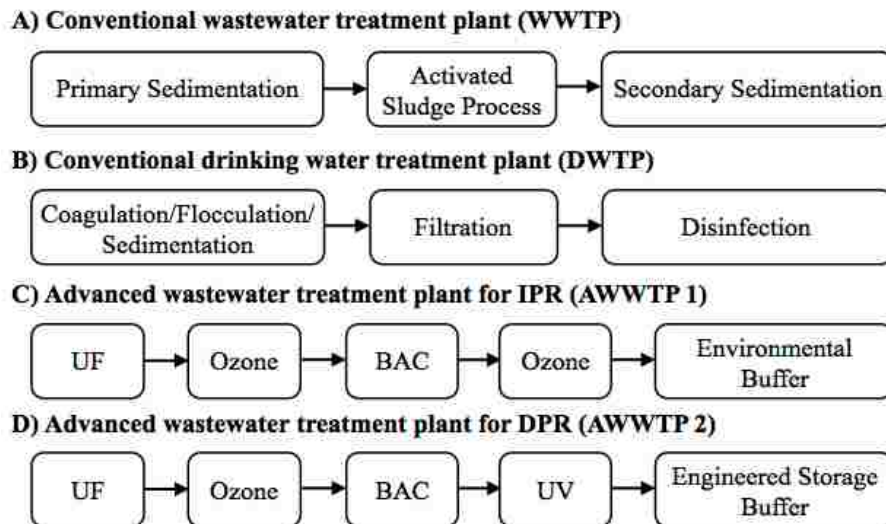 A) Conventional wastewater treatment plant (WWTP)
Primary Sedimentation
Activated
Sludge Process
Secondary Sedimentation
B) Conventional drinking water treatment plant (DWTP)
Coagulation/Flocculation/
Sedimentation
Filtration
Disinfection
C) Advanced wastewater treatment plant for IPR (AWWTP 1)
UF
Ozone
BAC
Ozone
Environmental
Buffer
D) Advanced wastewater treatment plant for DPR (AWWTP 2)
UF
Ozone
BAC
UV
Engineered Storage
Buffer